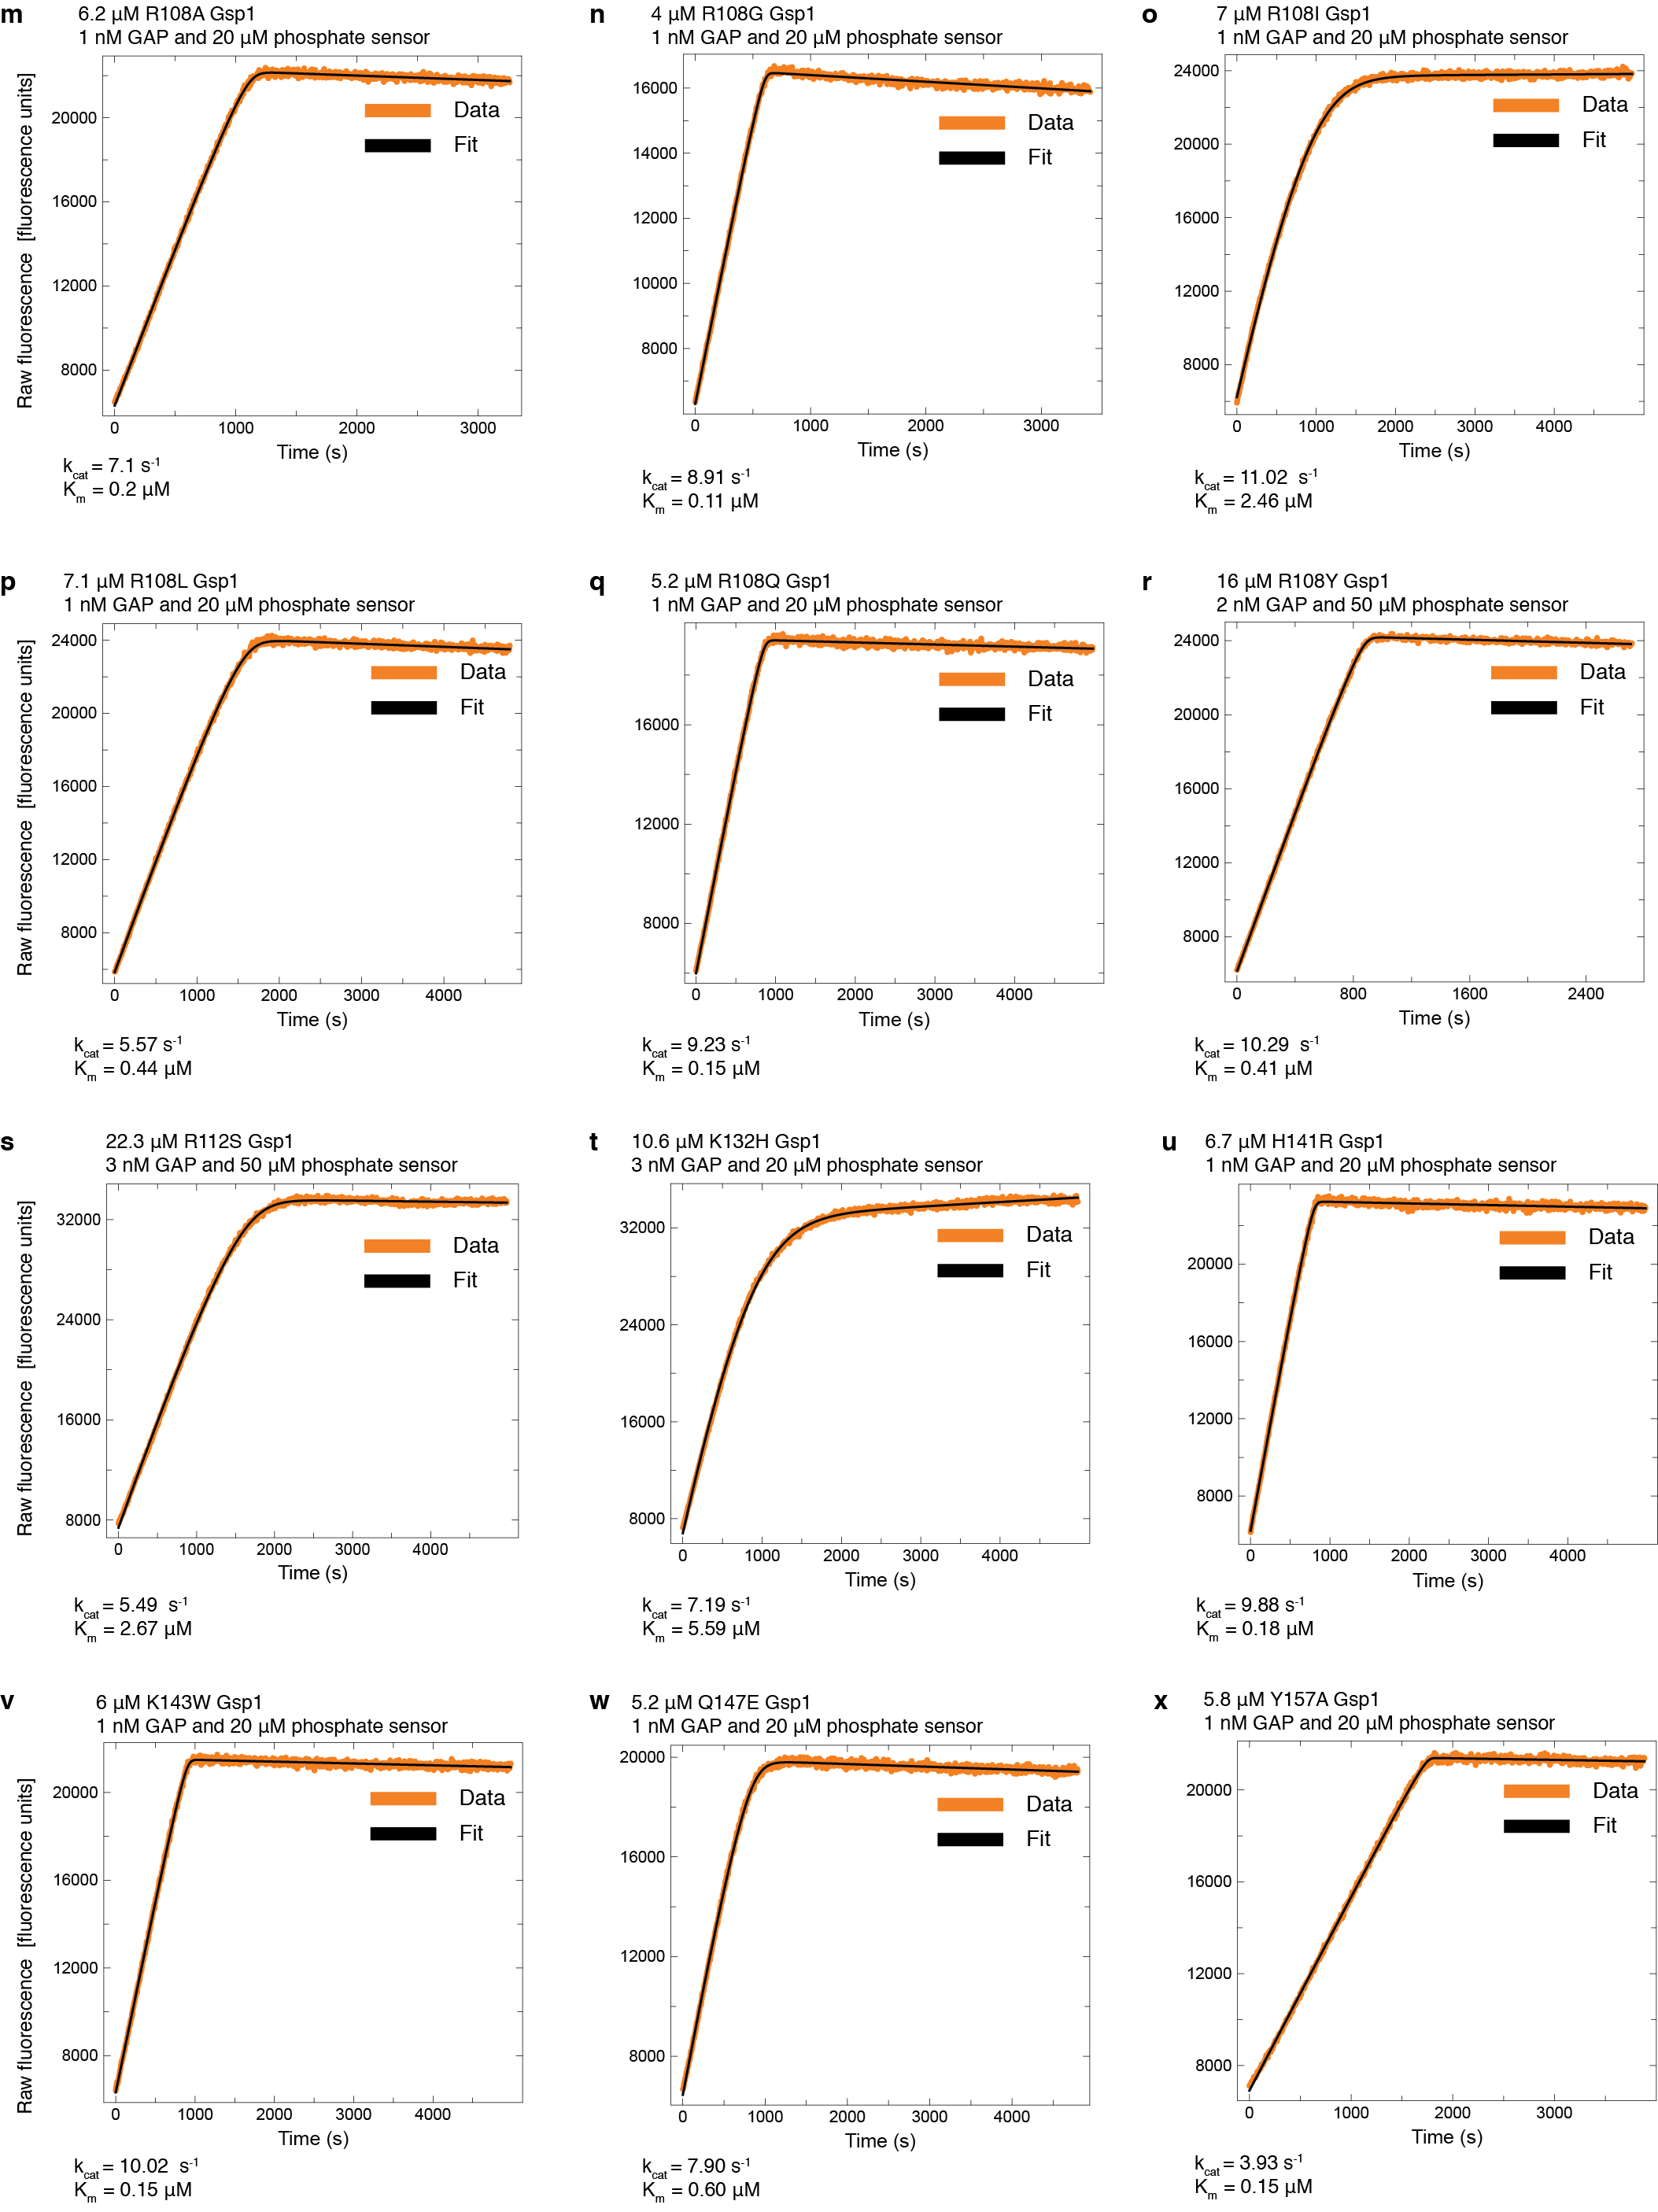 m
6.2 µM R108A Gsp1
1 nM GAP and 20 µM phosphate sensor
Raw fluorescence [fluorescence units]
20000
16000
12000
8000
Data
Fit
0 1000 2000 3000
Time (s)
kcat = 7.1 s-1
Km = 0.2 µM
n
4 µM R108G Gsp1
1 nM GAP and 20 µM phosphate sensor
16000
14000
12000
10000
8000
Data
Fit
0 1000 2000 3000
Time (s)
kcat = 8.91 s-1
Km = 0.11 µM
o
7 µM R108I Gsp1
1 nM GAP and 20 µM phosphate sensor
24000
20000
16000
12000
8000
Data
Fit
0 1000 2000 3000 4000
Time (s)
kcat = 11.02 s-1
Km = 2.46 µM
p
7.1 µM R108L Gsp1
1 nM GAP and 20 µM phosphate sensor
Raw fluorescence [fluorescence units]
24000
20000
16000
12000
8000
Data
Fit
0 1000 2000 3000 4000
Time (s)
kcat = 5.57 s-1
Km = 0.44 µM
q
5.2 µM R108Q Gsp1
1 nM GAP and 20 µM phosphate sensor
16000
12000
8000
Data
Fit
0 1000 2000 3000 4000
Time (s)
kcat = 9.23 s-1
Km = 0.15 µM
r
16 µM R108Y Gsp1
2 nM GAP and 50 µM phosphate sensor
24000
20000
16000
12000
8000
Data
Fit
0 800 1600 2400
Time (s)
kcat = 10.29 s-1
Km = 0.41 µM
s
22.3 µM R112S Gsp1
3 nM GAP and 50 µM phosphate sensor
Raw fluorescence [fluorescence units]
32000
24000
16000
8000
Data
Fit
0 1000 2000 3000 4000
Time (s)
kcat = 5.49 s-1
Km = 2.67 µM
t
10.6 µM K132H Gsp1
3 nM GAP and 20 µM phosphate sensor
32000
24000
16000
8000
Data
Fit
0 1000 2000 3000 4000
Time (s)
kcat = 7.19 s-1
Km = 5.59 µM
u
6.7 µM H141R Gsp1
1 nM GAP and 20 µM phosphate sensor
20000
16000
12000
8000
Data
Fit
0 1000 2000 3000 4000
Time (s)
kcat = 9.88 s-1
Km = 0.18 µM
v
6 µM K143W Gsp1
1 nM GAP and 20 µM phosphate sensor
Raw fluorescence [fluorescence units]
20000
16000
12000
8000
Data
Fit
0 1000 2000 3000 4000
Time (s)
kcat = 10.02 s-1
Km = 0.15 µM
w
5.2 µM Q147E Gsp1
1 nM GAP and 20 µM phosphate sensor
20000
16000
12000
8000
Data
Fit
0 1000 2000 3000 4000
Time (s)
kcat = 7.90 s-1
Km = 0.60 µM
x
5.8 µM Y157A Gsp1
1 nM GAP and 20 µM phosphate sensor
20000
16000
12000
8000
Data
Fit
0 1000 2000 3000
Time (s)
kcat = 3.93 s-1
Km = 0.15 µM